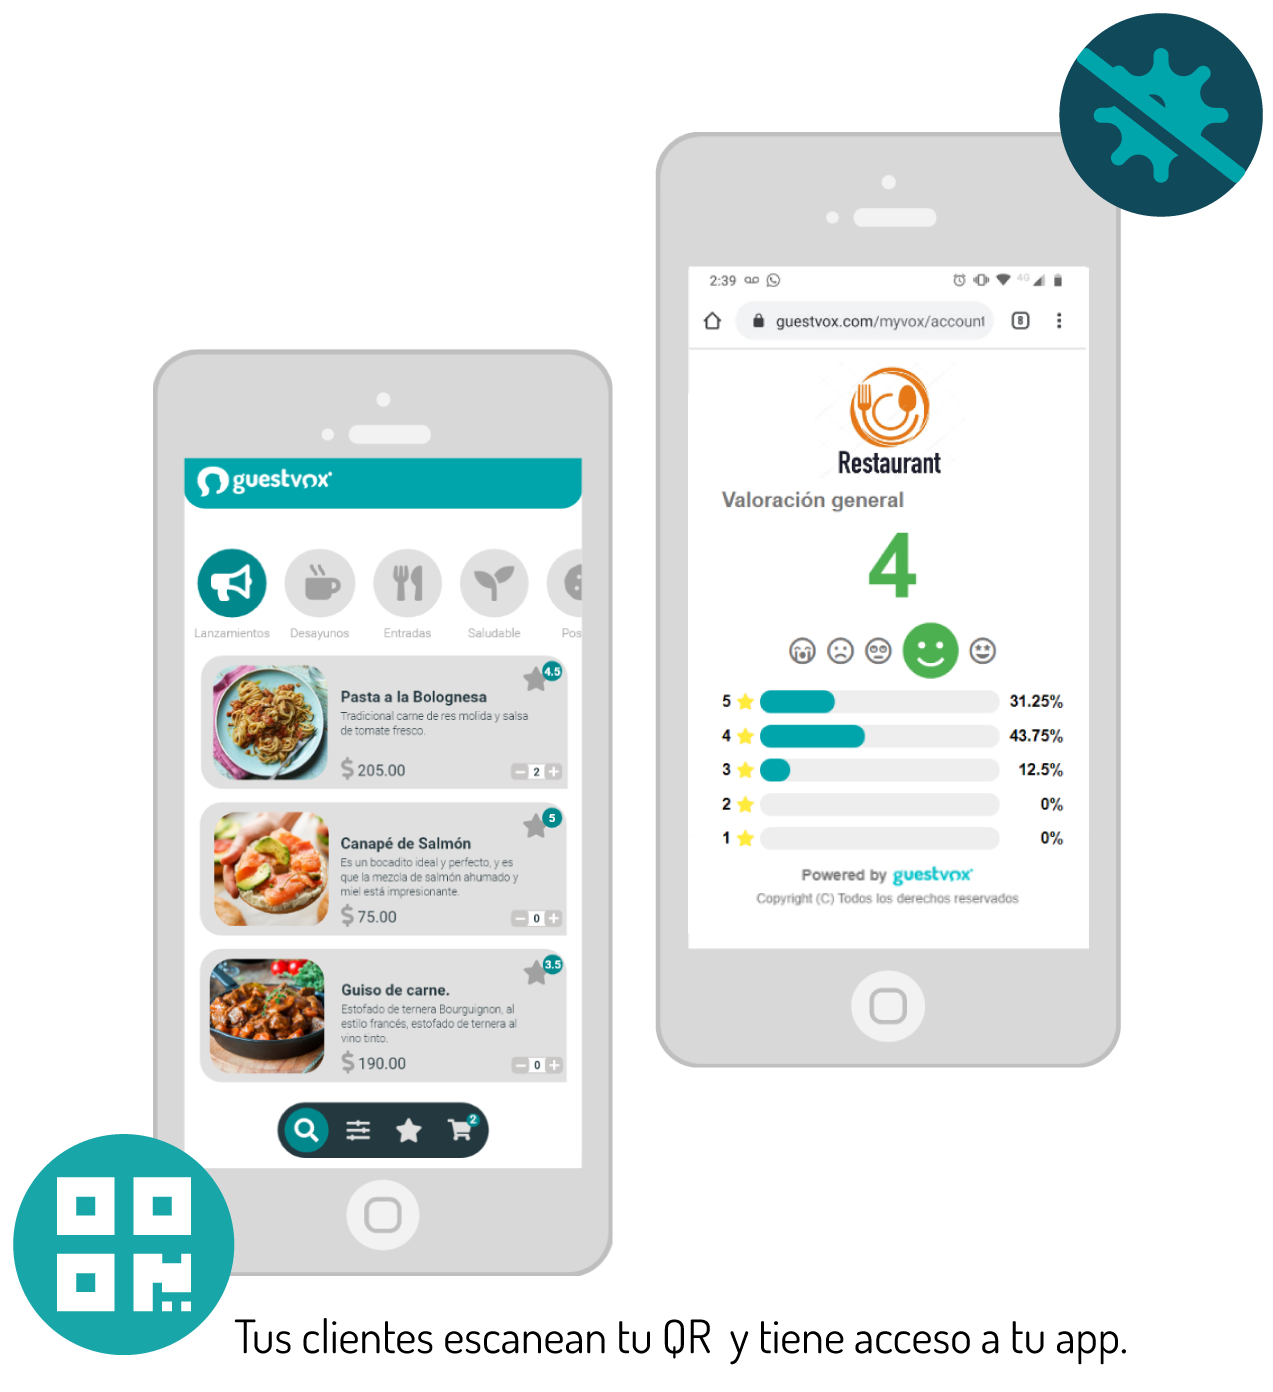 2:39
4G
guestvox.com/myvox/account
8
Restaurant
Valoración general
4
5 31.25%
4 43.75%
3 12.5%
2 0%
1 0%
Powered by guestvox
Copyright (C) Todos los derechos reservados
guestvox
Lanzamientos Desayunos Entradas Saludable Pos
4.5
Pasta a la Bolognesa
Tradicional carne de res molida y salsa
de tomate fresco.
$ 205.00
− 2 +
5
Canapé de Salmón
Es un bocadito ideal y perfecto, y es
que la mezcla de salmón ahumado y
miel está impresionante.
$ 75.00
− 0 +
3.5
Guiso de carne.
Estofado de ternera Bourguignon, al
estilo francés, estofado de ternera al
vino tinto.
$ 190.00
− 0 +
2
Tus clientes escanean tu QR y tiene acceso a tu app.